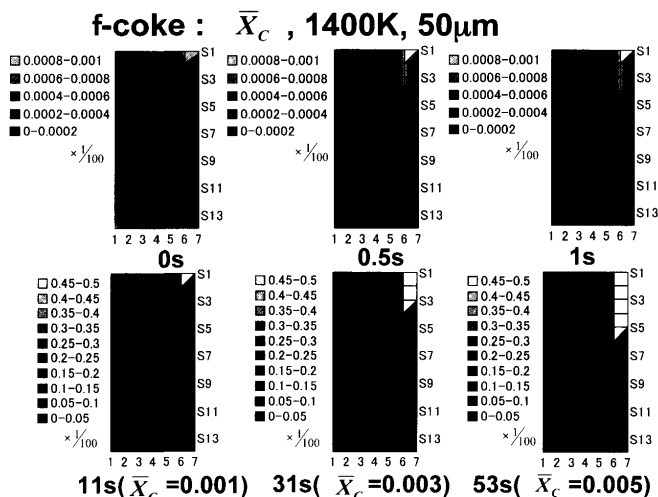 f-coke : X̄_C , 1400K, 50μm
0.0008-0.001
0.0006-0.0008
0.0004-0.0006
0.0002-0.0004
0-0.0002
×1/100
S1
S3
S5
S7
S9
S11
S13
1 2 3 4 5 6 7
0s
0.0008-0.001
0.0006-0.0008
0.0004-0.0006
0.0002-0.0004
0-0.0002
×1/100
S1
S3
S5
S7
S9
S11
S13
1 2 3 4 5 6 7
0.5s
0.0008-0.001
0.0006-0.0008
0.0004-0.0006
0.0002-0.0004
0-0.0002
×1/100
S1
S3
S5
S7
S9
S11
S13
1 2 3 4 5 6 7
1s
0.45-0.5
0.4-0.45
0.35-0.4
0.3-0.35
0.25-0.3
0.2-0.25
0.15-0.2
0.1-0.15
0.05-0.1
0-0.05
×1/100
S1
S3
S5
S7
S9
S11
S13
1 2 3 4 5 6 7
11s( X̄_C =0.001)
0.45-0.5
0.4-0.45
0.35-0.4
0.3-0.35
0.25-0.3
0.2-0.25
0.15-0.2
0.1-0.15
0.05-0.1
0-0.05
×1/100
S1
S3
S5
S7
S9
S11
S13
1 2 3 4 5 6 7
31s( X̄_C =0.003)
0.45-0.5
0.4-0.45
0.35-0.4
0.3-0.35
0.25-0.3
0.2-0.25
0.15-0.2
0.1-0.15
0.05-0.1
0-0.05
×1/100
S1
S3
S5
S7
S9
S11
S13
1 2 3 4 5 6 7
53s( X̄_C =0.005)